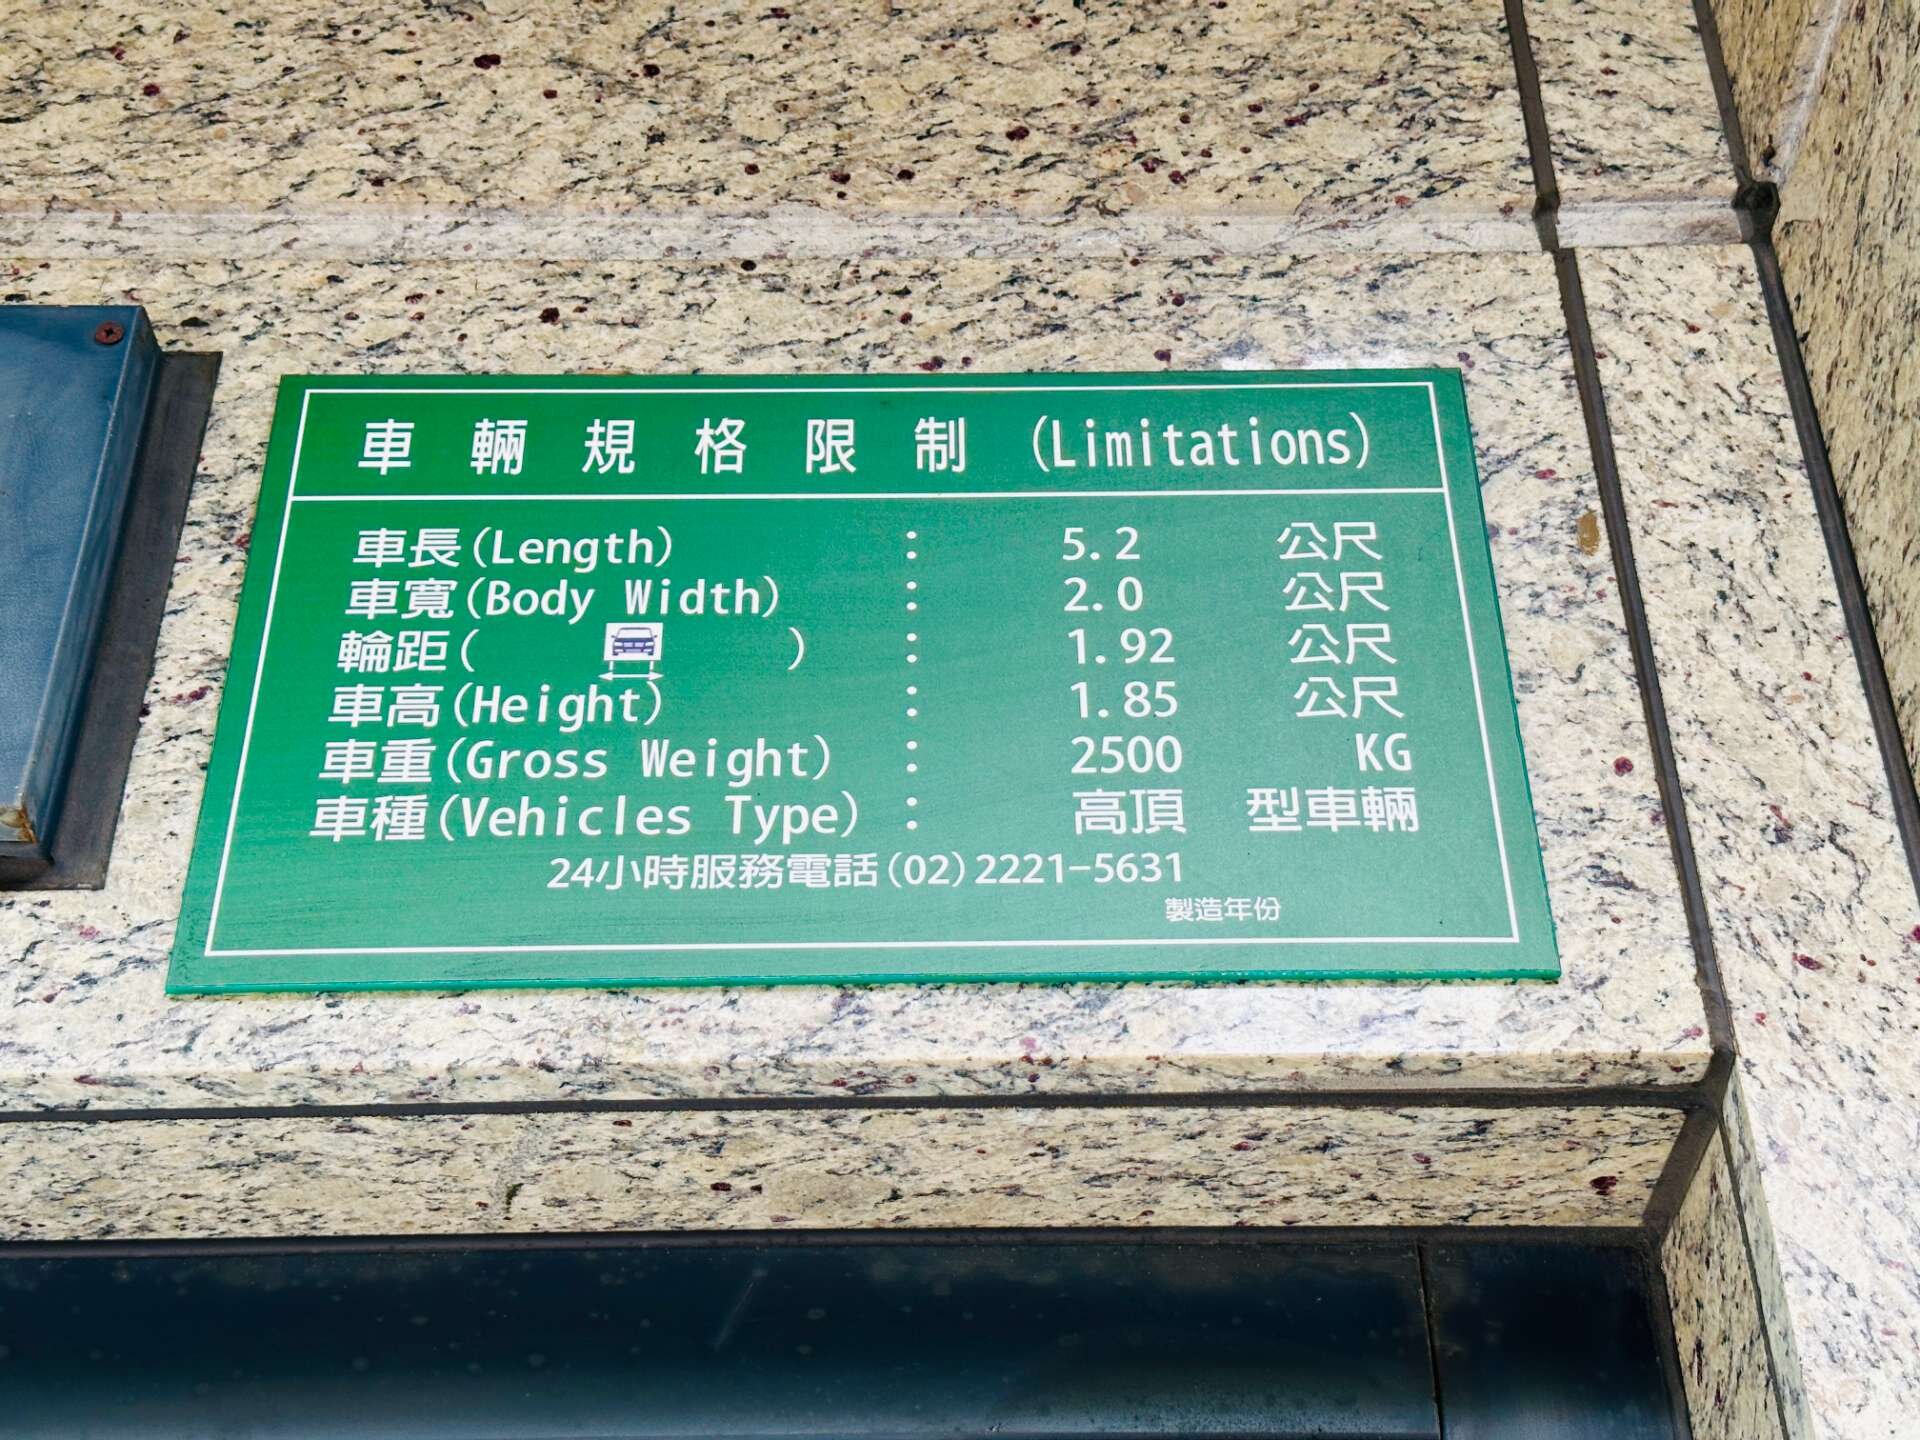 車輛規格限制(Limitations)
車長(Length) : 5.2 公尺
車寬(Body Width) : 2.0 公尺
輪距( ) : 1.92 公尺
車高(Height) : 1.85 公尺
車重(Gross Weight) : 2500 KG
車種(Vehicles Type) : 高頂 型車輛
24小時服務電話(02)2221-5631
製造年份